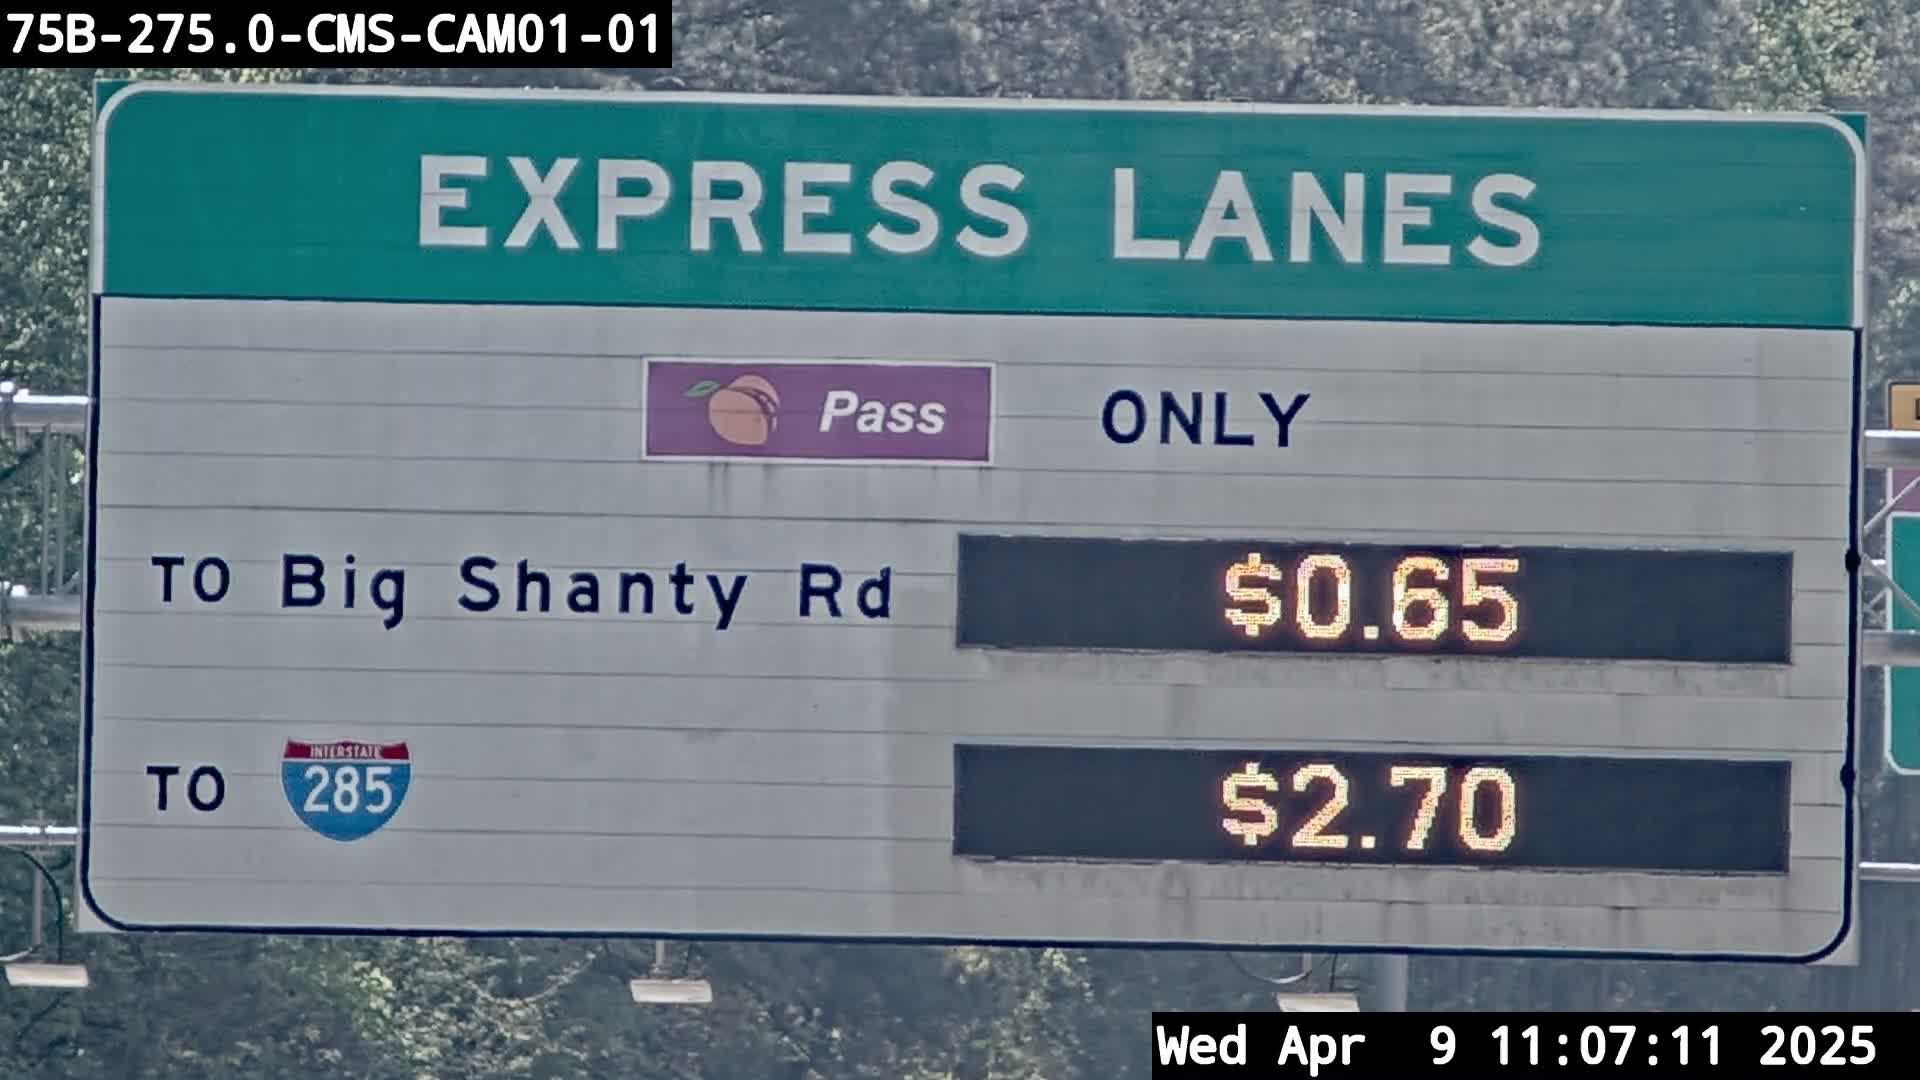 75B-275.0-CMS-CAM01-01
EXPRESS LANES
Pass ONLY
TO Big Shanty Rd $0.65
TO INTERSTATE 285 $2.70
Wed Apr 9 11:07:11 2025